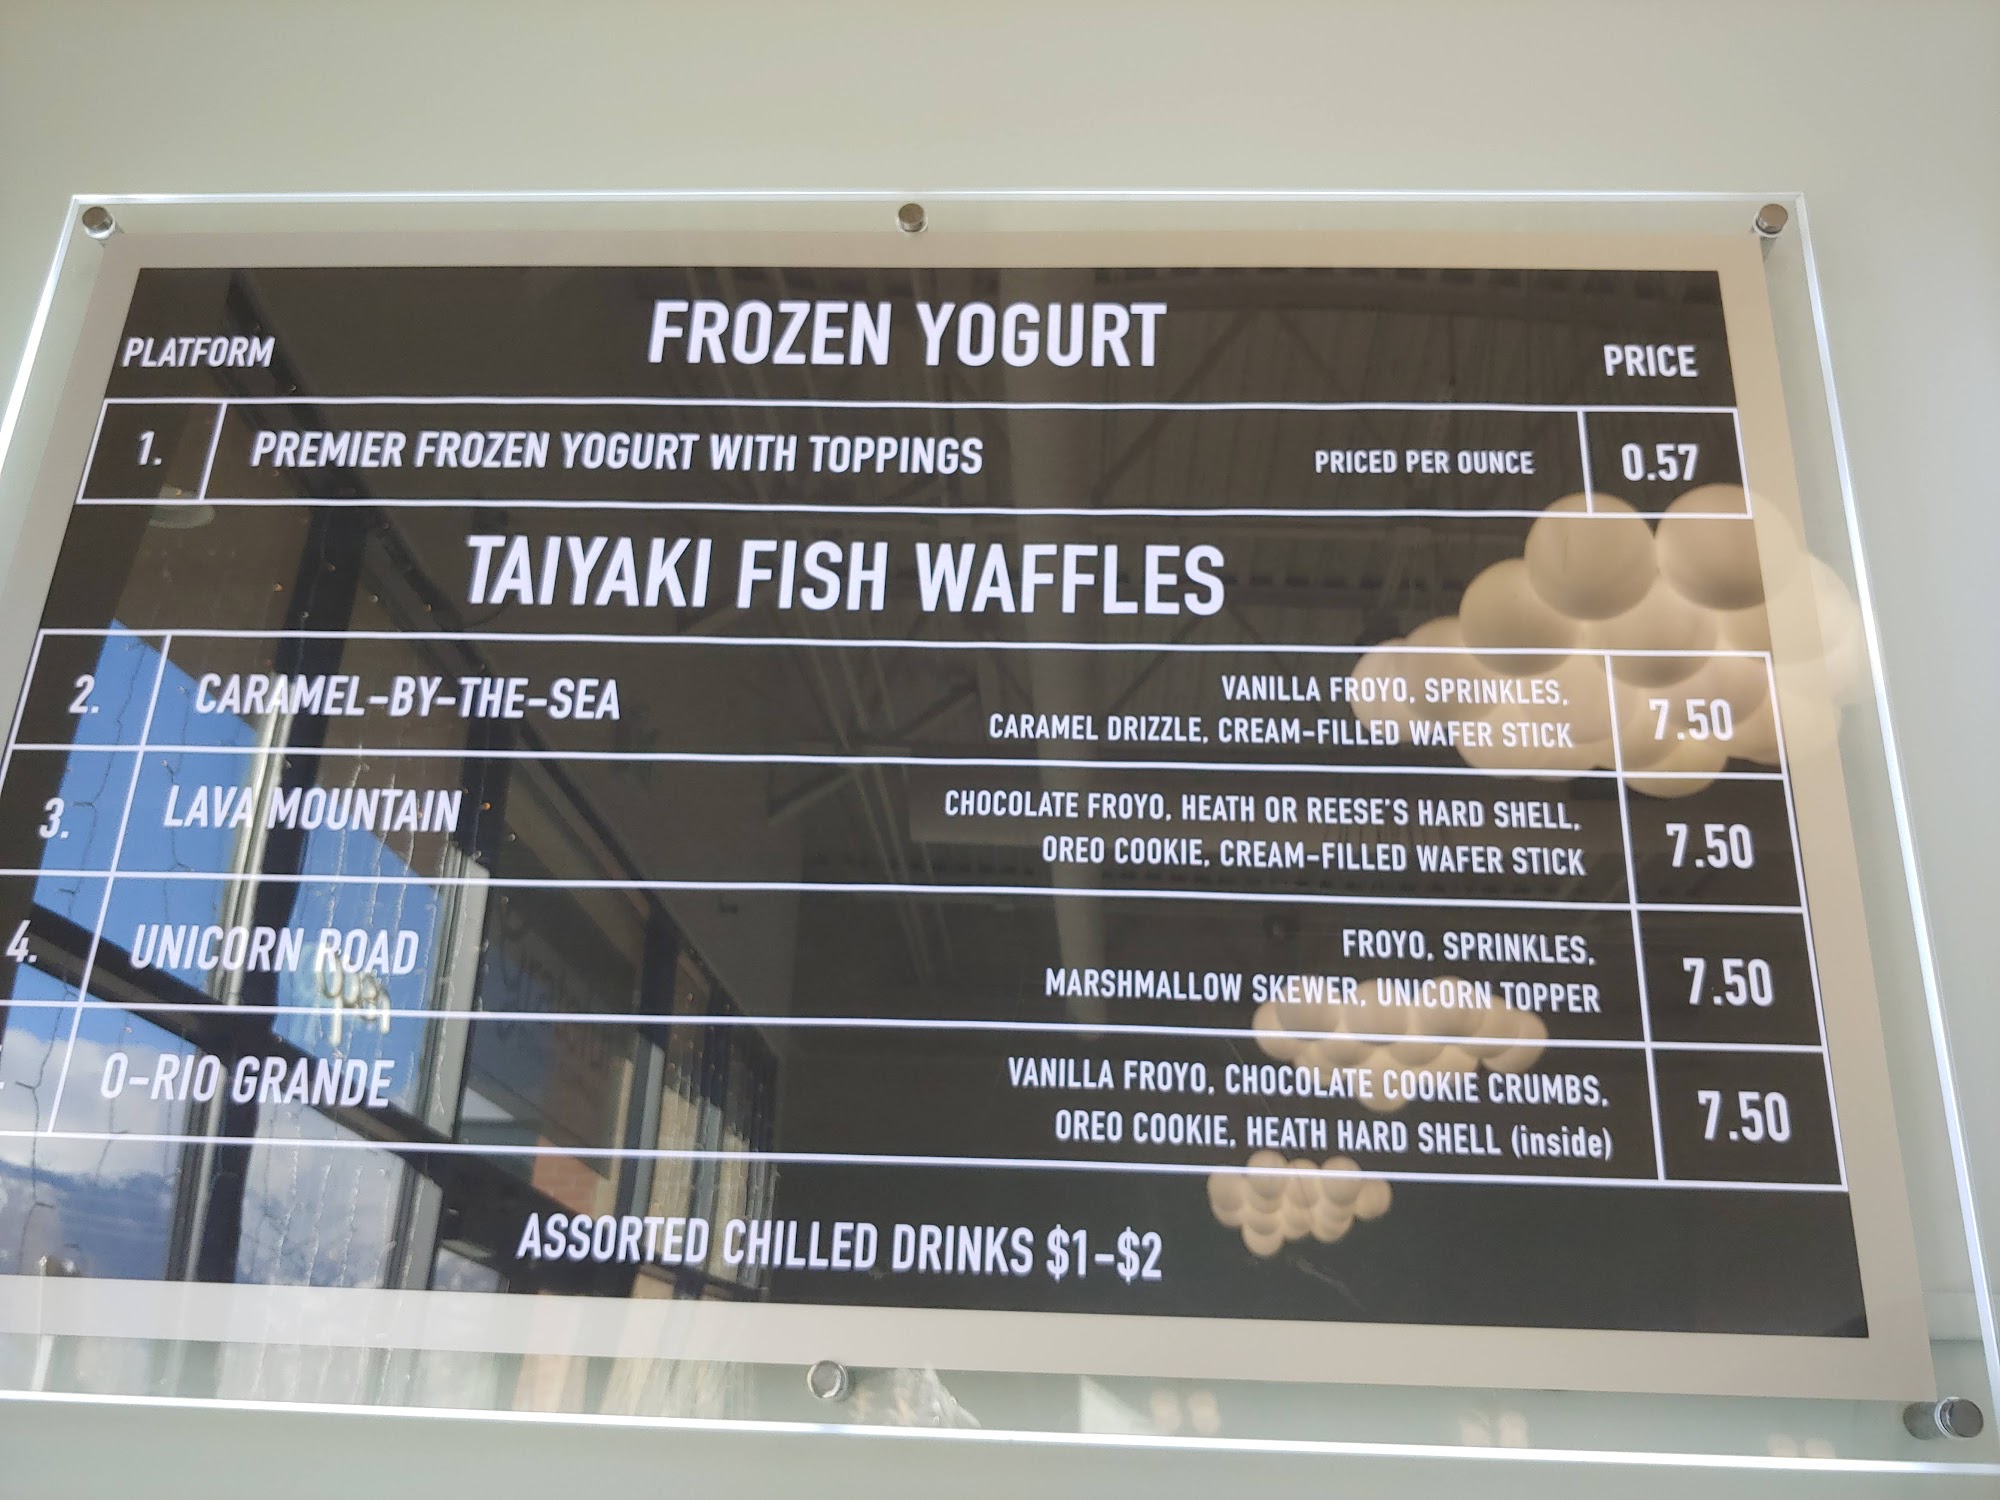 FROZEN YOGURT
PLATFORM PRICE
1. PREMIER FROZEN YOGURT WITH TOPPINGS PRICED PER OUNCE 0.57
TAIYAKI FISH WAFFLES
2. CARAMEL-BY-THE-SEA VANILLA FROYO, SPRINKLES,
CARAMEL DRIZZLE, CREAM-FILLED WAFER STICK 7.50
3. LAVA MOUNTAIN CHOCOLATE FROYO, HEATH OR REESE'S HARD SHELL,
OREO COOKIE, CREAM-FILLED WAFER STICK 7.50
4. UNICORN ROAD FROYO, SPRINKLES,
MARSHMALLOW SKEWER, UNICORN TOPPER 7.50
O-RIO GRANDE VANILLA FROYO, CHOCOLATE COOKIE CRUMBS,
OREO COOKIE, HEATH HARD SHELL (inside) 7.50
ASSORTED CHILLED DRINKS $1-$2